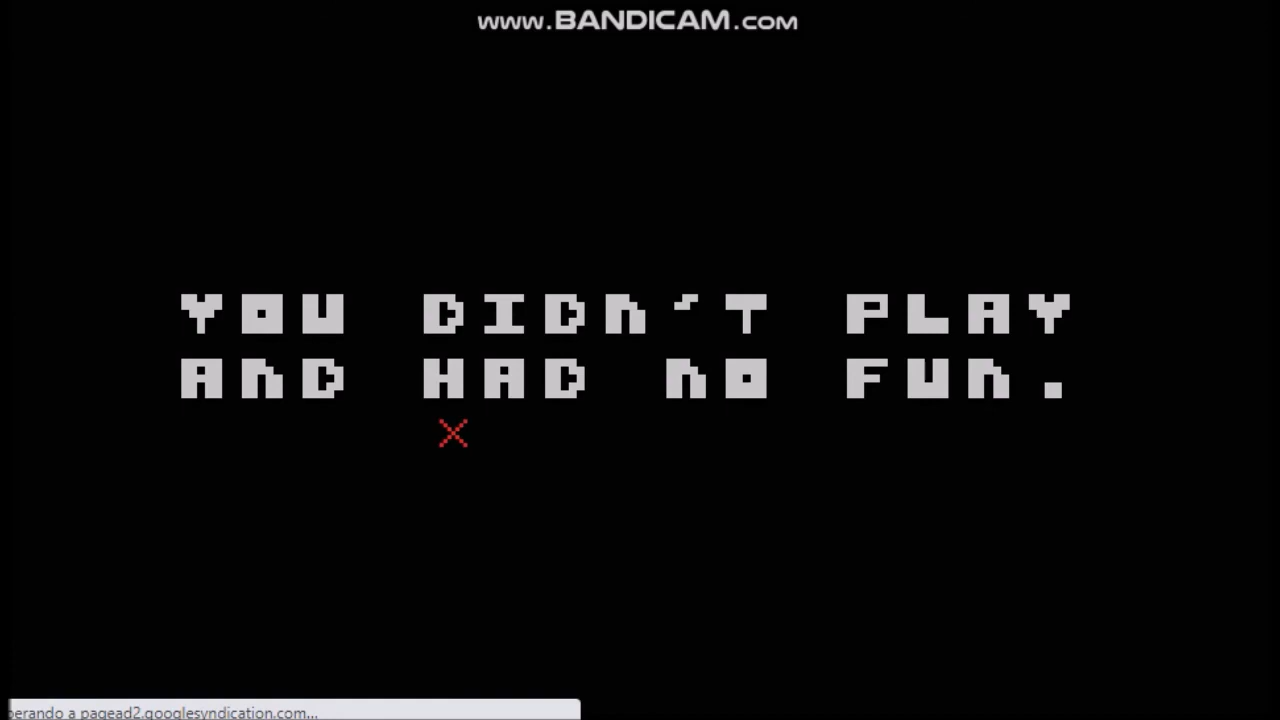 www.BANDICAM.com
YOU DIDN'T PLAY
AND HAD NO FUN.
perando a pagead2.googlesyndication.com...